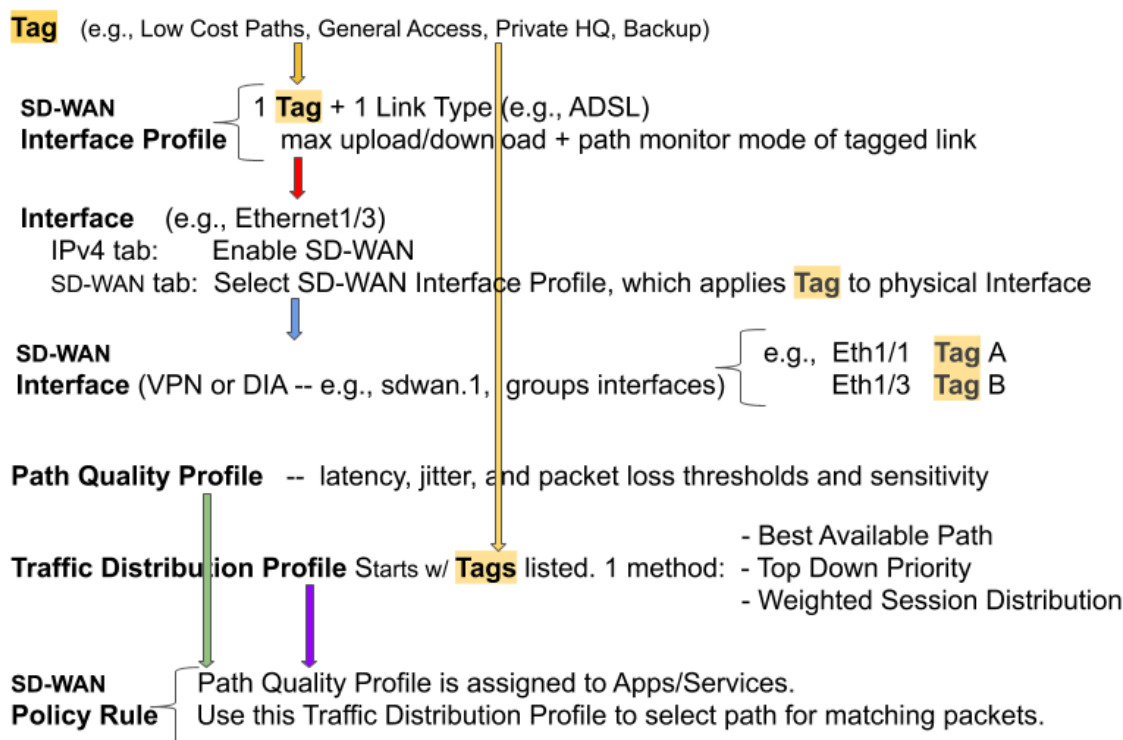 Tag (e.g., Low Cost Paths, General Access, Private HQ, Backup)
SD-WAN 1 Tag + 1 Link Type (e.g., ADSL)
Interface Profile max upload/download + path monitor mode of tagged link
Interface (e.g., Ethernet1/3)
IPv4 tab: Enable SD-WAN
SD-WAN tab: Select SD-WAN Interface Profile, which applies Tag to physical Interface
SD-WAN e.g., Eth1/1 Tag A
Interface (VPN or DIA -- e.g., sdwan.1, groups interfaces) Eth1/3 Tag B
Path Quality Profile -- latency, jitter, and packet loss thresholds and sensitivity
- Best Available Path
Traffic Distribution Profile Starts w/ Tags listed. 1 method: - Top Down Priority
- Weighted Session Distribution
SD-WAN Path Quality Profile is assigned to Apps/Services.
Policy Rule Use this Traffic Distribution Profile to select path for matching packets.